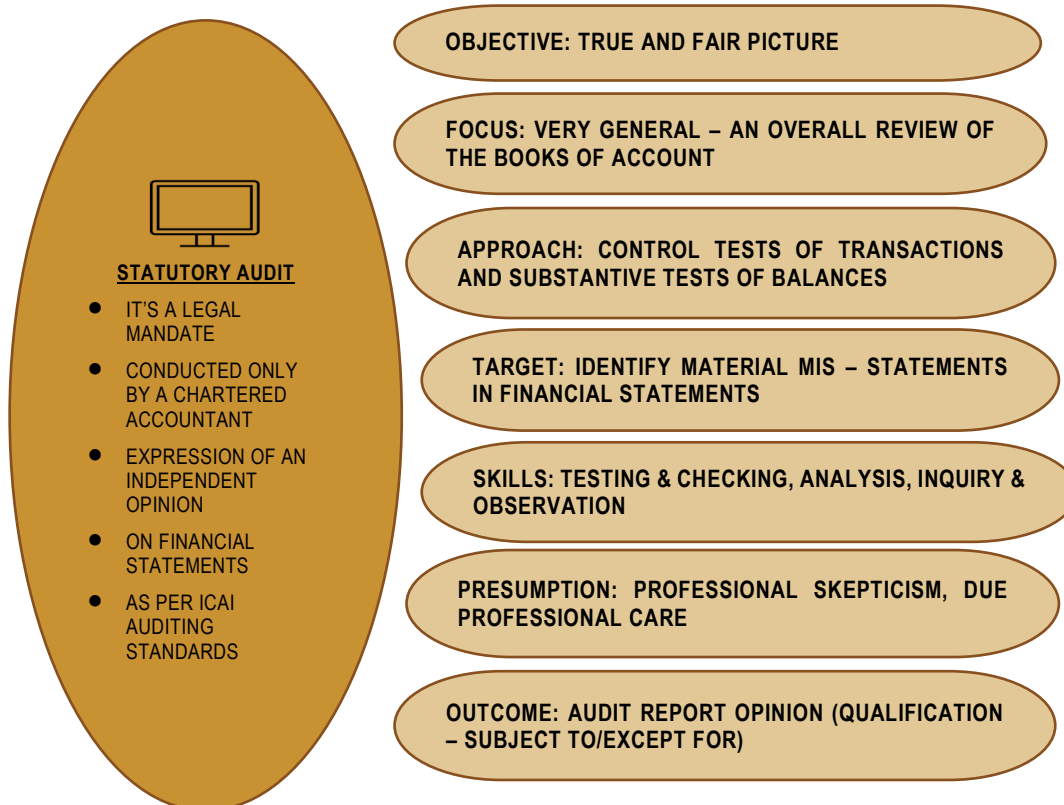 STATUTORY AUDIT
● IT'S A LEGAL
MANDATE
● CONDUCTED ONLY
BY A CHARTERED
ACCOUNTANT
● EXPRESSION OF AN
INDEPENDENT
OPINION
● ON FINANCIAL
STATEMENTS
● AS PER ICAI
AUDITING
STANDARDS
OBJECTIVE: TRUE AND FAIR PICTURE
FOCUS: VERY GENERAL – AN OVERALL REVIEW OF
THE BOOKS OF ACCOUNT
APPROACH: CONTROL TESTS OF TRANSACTIONS
AND SUBSTANTIVE TESTS OF BALANCES
TARGET: IDENTIFY MATERIAL MIS – STATEMENTS
IN FINANCIAL STATEMENTS
SKILLS: TESTING & CHECKING, ANALYSIS, INQUIRY &
OBSERVATION
PRESUMPTION: PROFESSIONAL SKEPTICISM, DUE
PROFESSIONAL CARE
OUTCOME: AUDIT REPORT OPINION (QUALIFICATION
– SUBJECT TO/EXCEPT FOR)